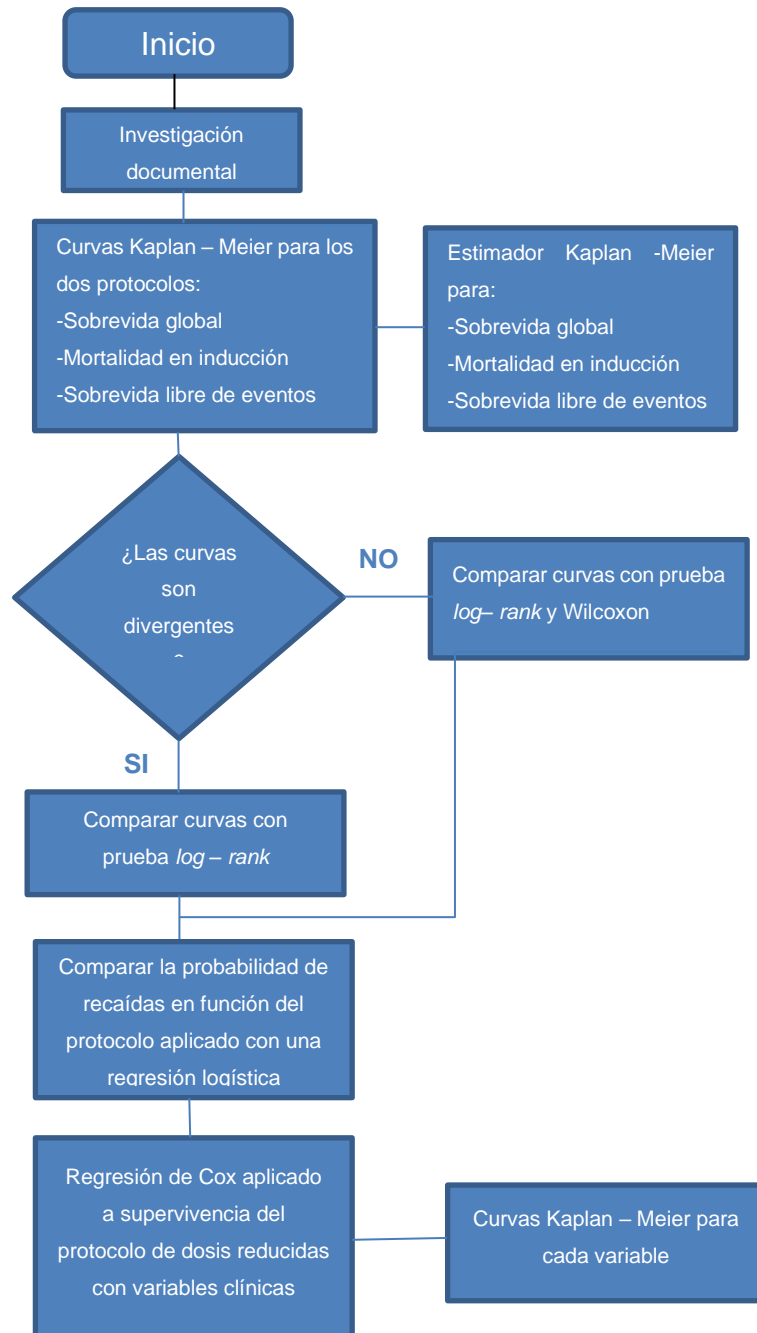 Inicio
Investigación
documental
Curvas Kaplan – Meier para los
dos protocolos:
-Sobrevida global
-Mortalidad en inducción
-Sobrevida libre de eventos
Estimador Kaplan -Meier
para:
-Sobrevida global
-Mortalidad en inducción
-Sobrevida libre de eventos
¿Las curvas
son
divergentes
NO
Comparar curvas con prueba
log– rank y Wilcoxon
SI
Comparar curvas con
prueba log – rank
Comparar la probabilidad de
recaídas en función del
protocolo aplicado con una
regresión logística
Regresión de Cox aplicado
a supervivencia del
protocolo de dosis reducidas
con variables clínicas
Curvas Kaplan – Meier para
cada variable